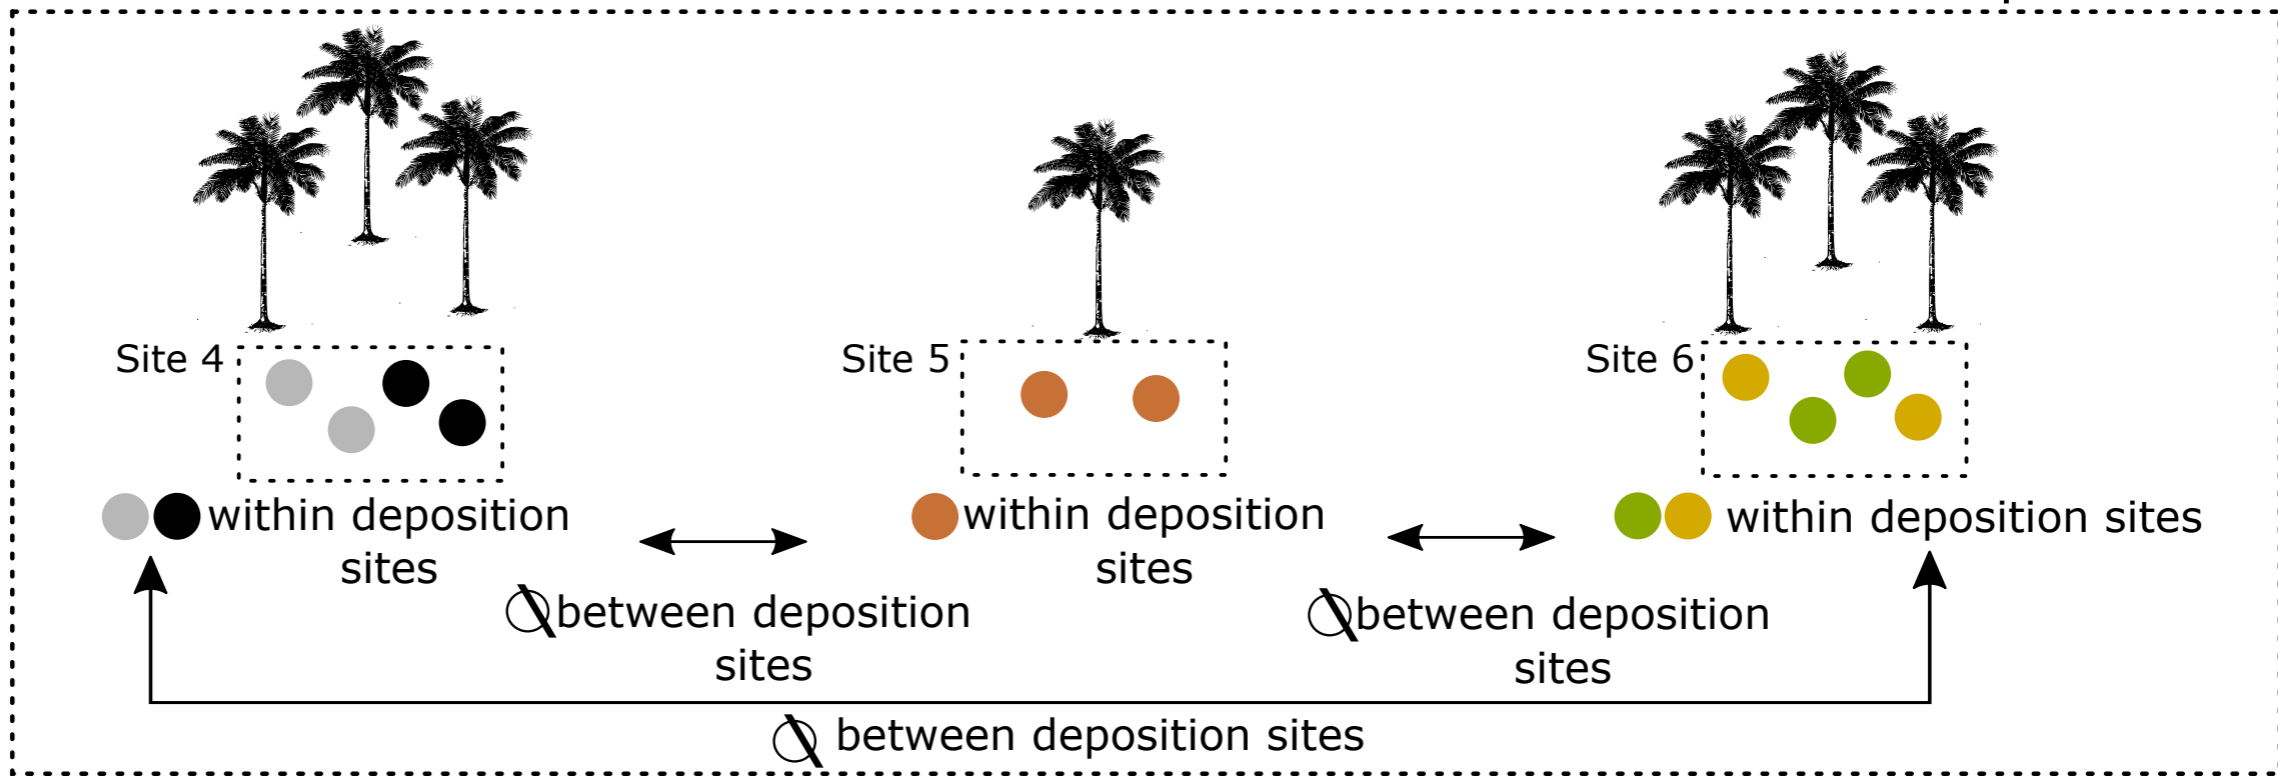 Site 4
Site 5
Site 6
within deposition
sites
within deposition
sites
within deposition sites
between deposition
sites
between deposition
sites
between deposition sites